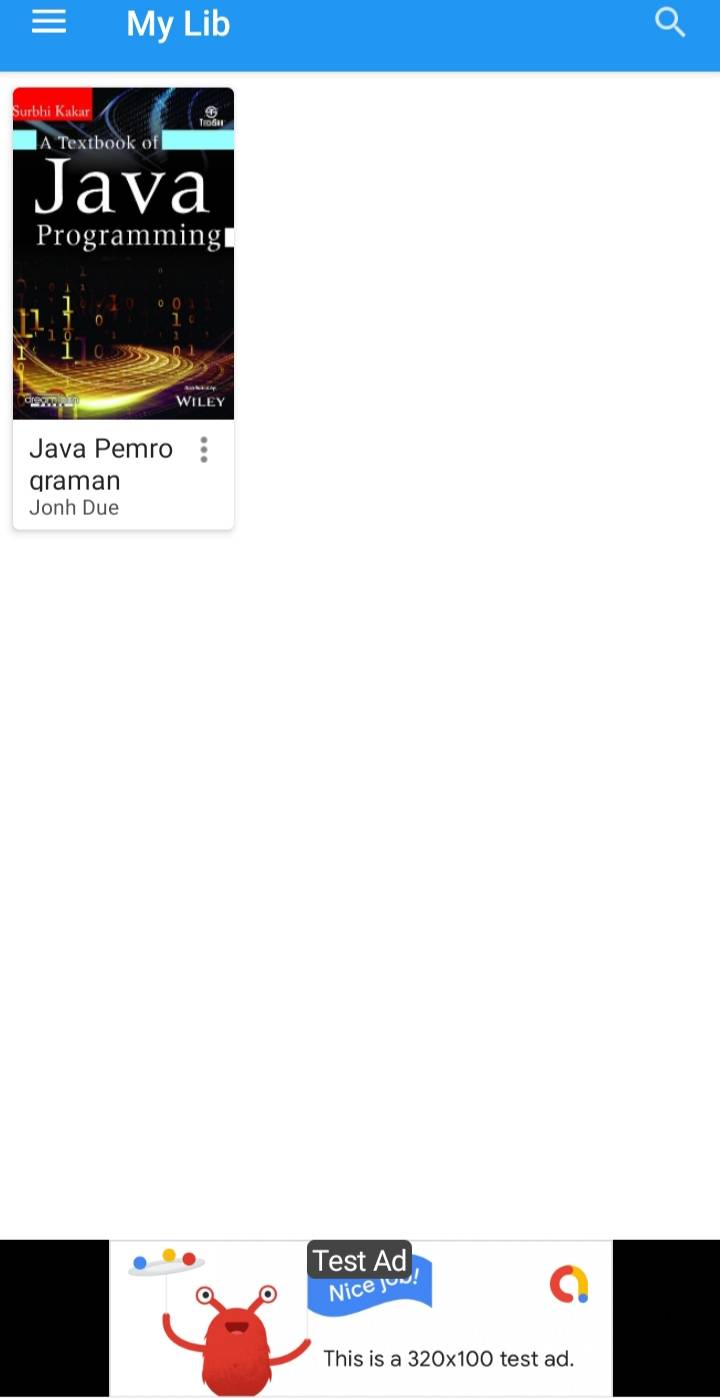 My Lib
Surbhi Kakar
A Textbook of
Java
Programming
WILEY
Java Pemro
graman
Jonh Due
Test Ad
Nice job!
This is a 320x100 test ad.